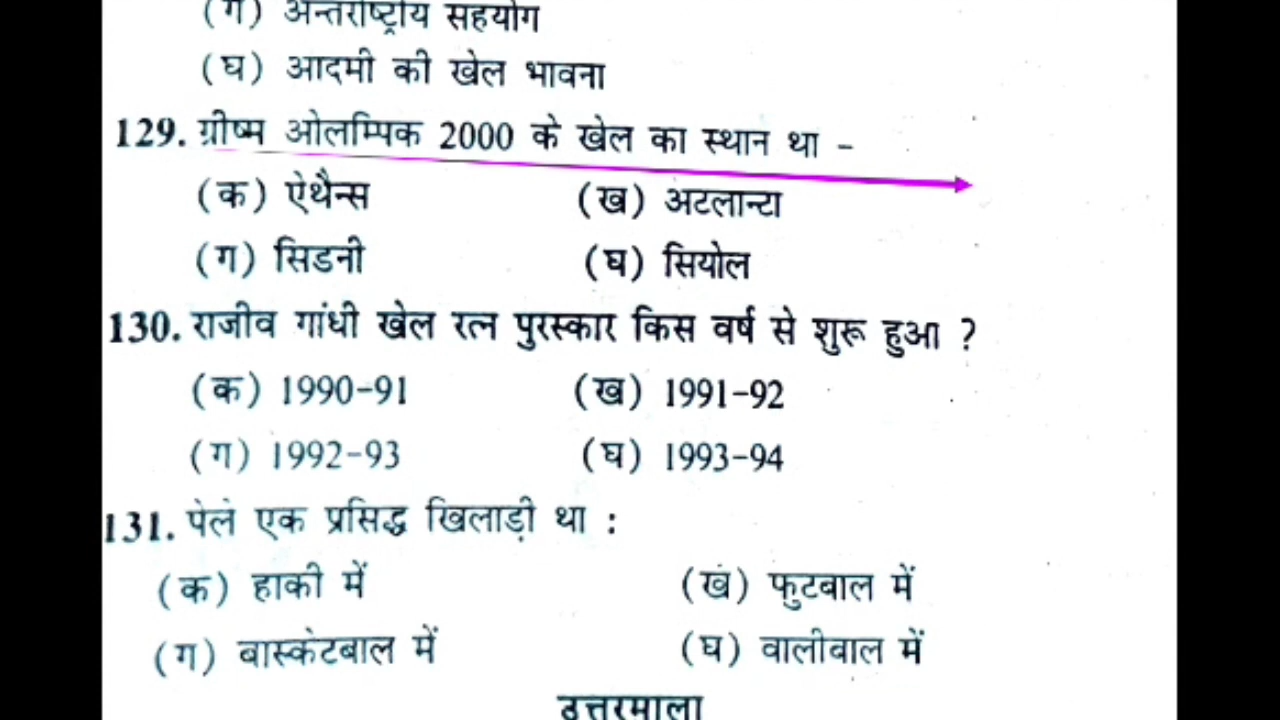 (ग) अन्तर्राष्ट्रीय सहयोग
(घ) आदमी की खेल भावना
129. ग्रीष्म ओलम्पिक 2000 के खेल का स्थान था -
(क) ऐथैन्स (ख) अटलान्टा
(ग) सिडनी (घ) सियोल
130. राजीव गांधी खेल रत्न पुरस्कार किस वर्ष से शुरू हुआ ?
(क) 1990-91 (ख) 1991-92
(ग) 1992-93 (घ) 1993-94
131. पेले एक प्रसिद्ध खिलाड़ी था :
(क) हाकी में (ख) फुटबाल में
(ग) बास्केटबाल में (घ) वालीवाल में
उत्तरमाला